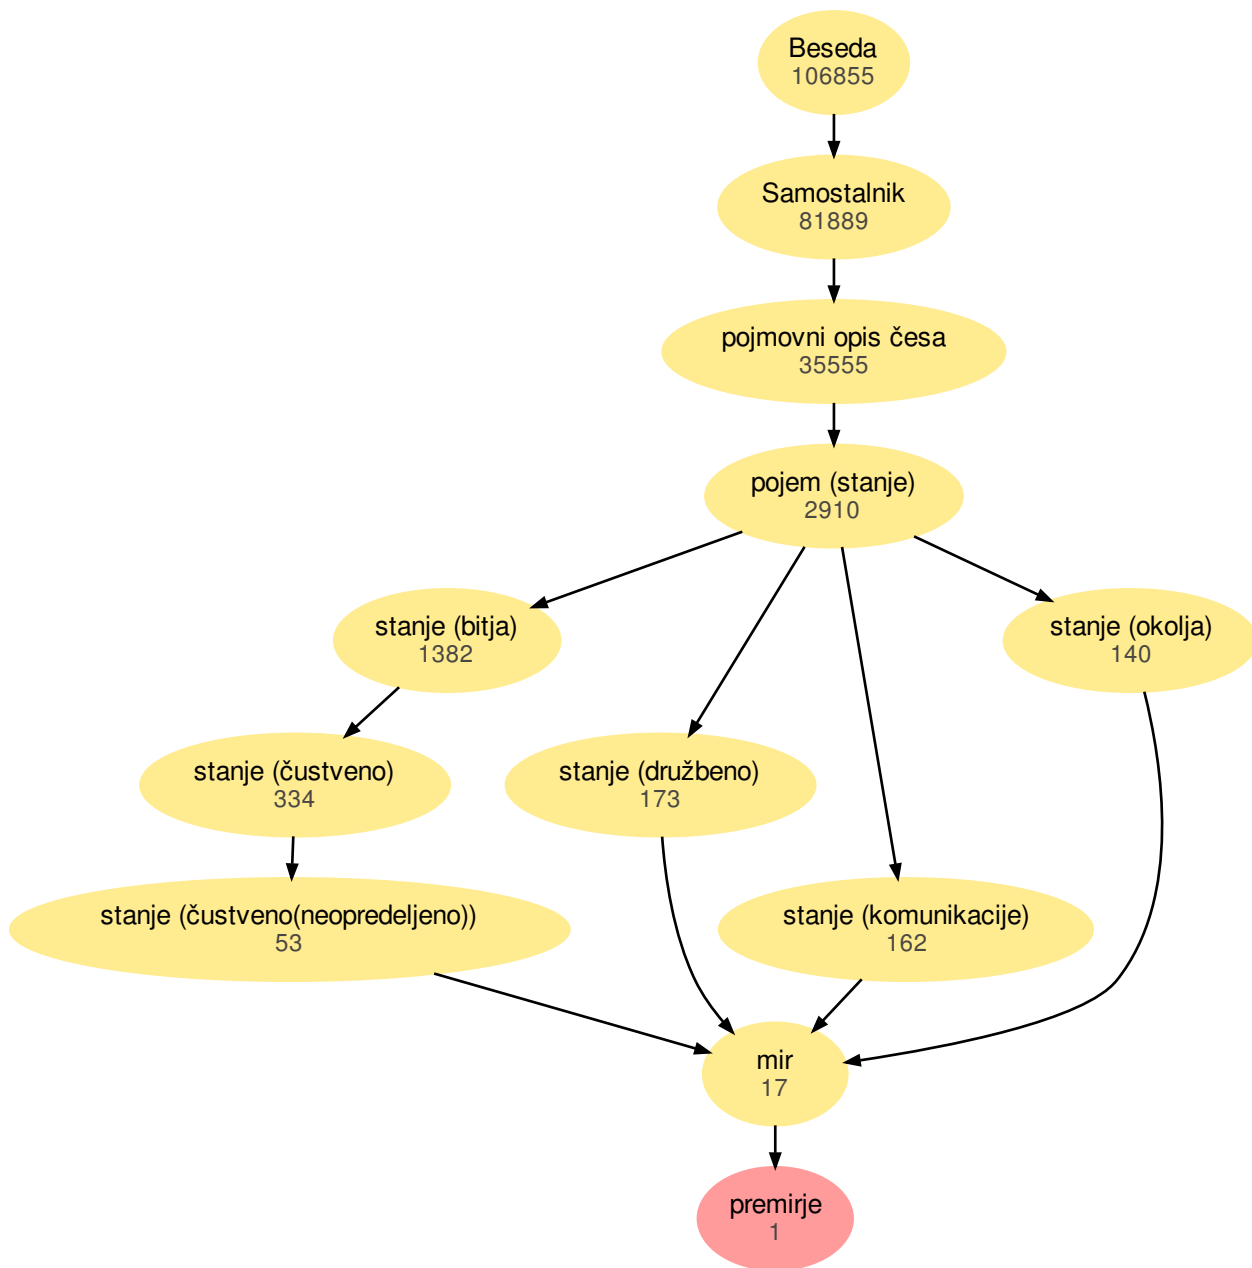 Beseda
106855
Samostalnik
81889
pojmovni opis česa
35555
pojem (stanje)
2910
stanje (bitja)
1382
stanje (okolja)
140
stanje (čustveno)
334
stanje (družbeno)
173
stanje (čustveno(neopredeljeno))
53
stanje (komunikacije)
162
mir
17
premirje
1